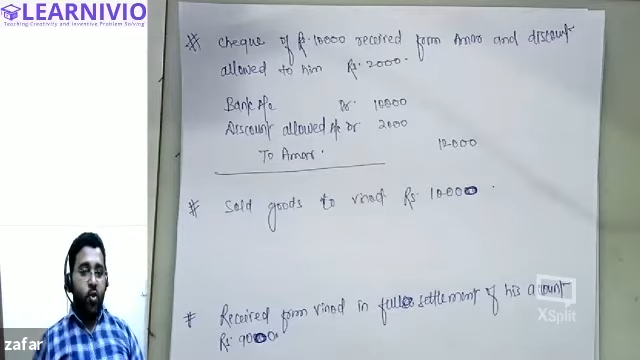 LEARNIVIO
Teaching Creativity and Inventive Problem Solving
# cheque of Rs. 10000 received form Amar and discount
allowed to him Rs. 2000.
Bank A/c Dr. 10000
Discount allowed A/c Dr 2000
To Amar. 12000
# Sold goods to vinod Rs 10000.
# Received from vinod in full settlement of his account
Rs. 9000.
zafar
XSplit